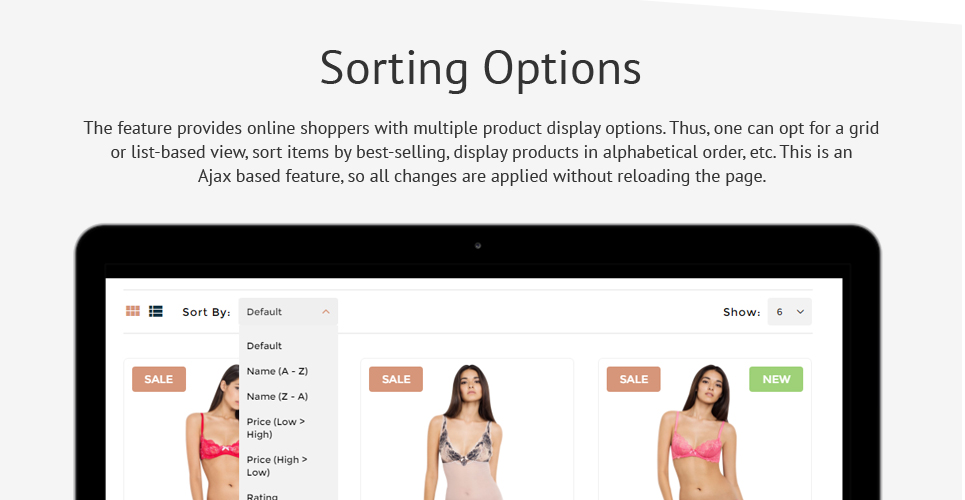 Sorting Options
The feature provides online shoppers with multiple product display options. Thus, one can opt for a grid
or list-based view, sort items by best-selling, display products in alphabetical order, etc. This is an
Ajax based feature, so all changes are applied without reloading the page.
Sort By: Default Show: 6
Default
Name (A - Z)
Name (Z - A)
Price (Low >
High)
Price (High >
Low)
Rating
SALE SALE SALE NEW